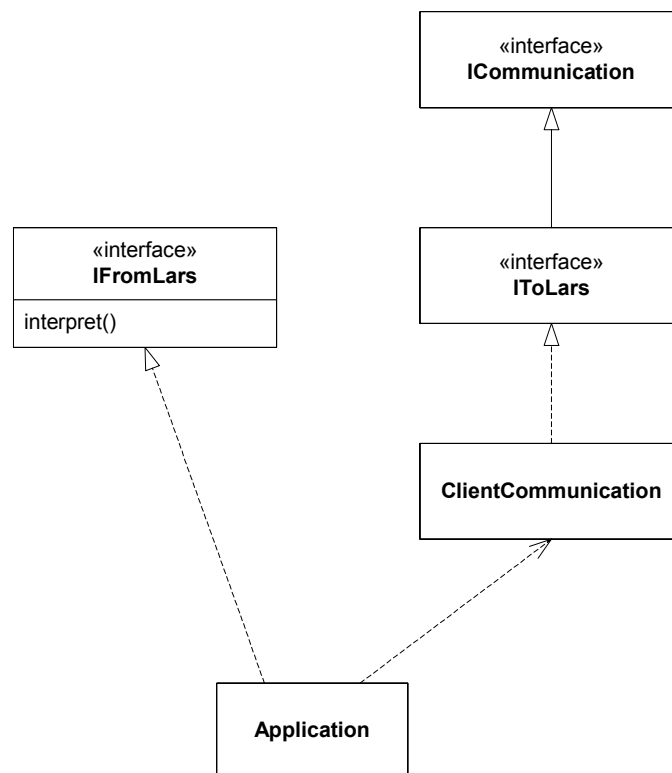 «interface»
ICommunication
«interface»
IFromLars
interpret()
«interface»
IToLars
ClientCommunication
Application